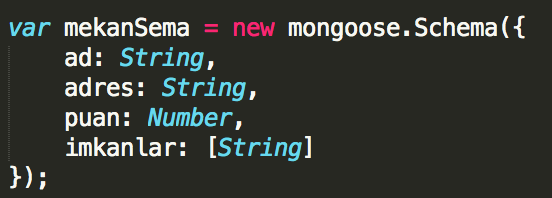 var mekanSema = new mongoose.Schema({
    ad: String,
    adres: String,
    puan: Number,
    imkanlar: [String]
});